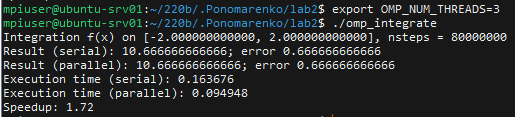 mpiuser@ubuntu-srv01:~/220b/.Ponomarenko/lab2$ export OMP_NUM_THREADS=3
mpiuser@ubuntu-srv01:~/220b/.Ponomarenko/lab2$ ./omp_integrate
Integration f(x) on [-2.000000000000, 2.000000000000], nsteps = 80000000
Result (serial): 10.666666666666; error 0.666666666666
Result (parallel): 10.666666666666; error 0.666666666666
Execution time (serial): 0.163676
Execution time (parallel): 0.094948
Speedup: 1.72